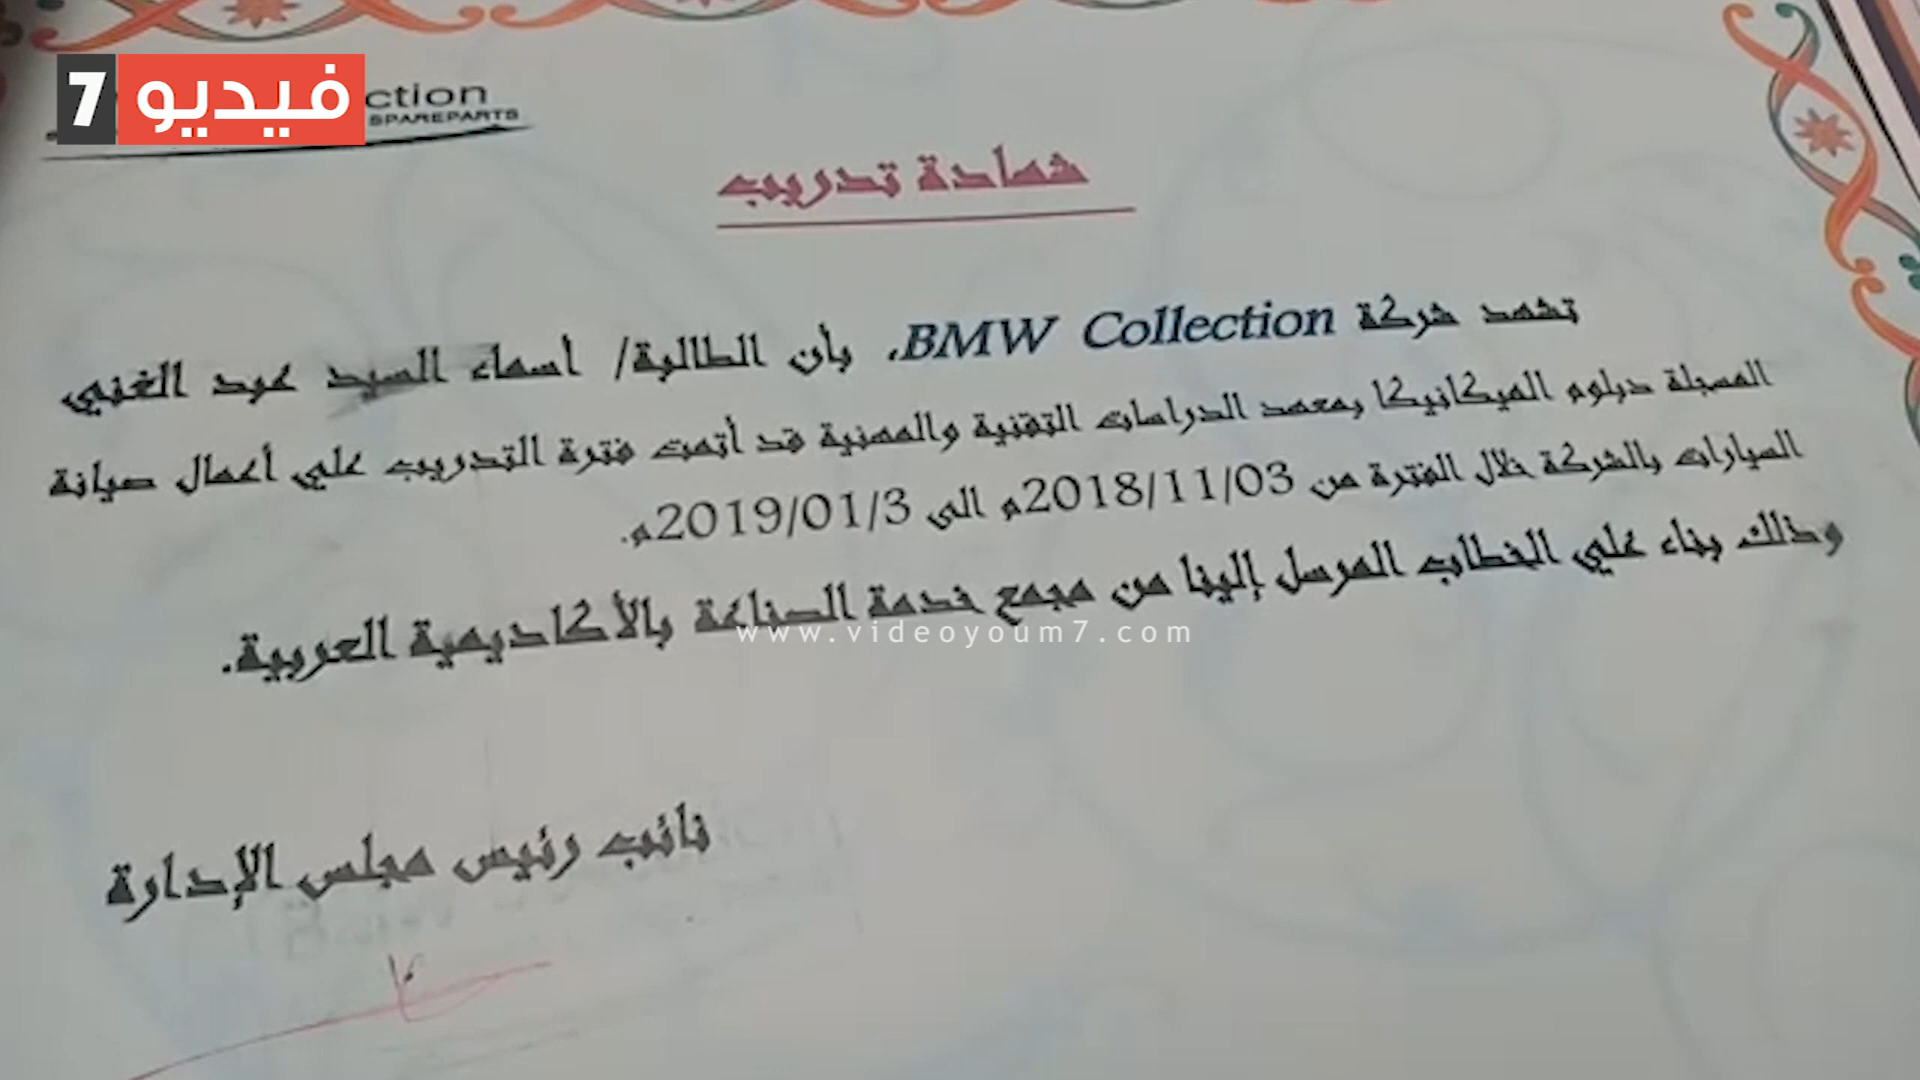 فيديو 7
ction
SPAREPARTS
شهادة تدريب
تشهد شركة BMW Collection، بأن الطالبة/ أسماء السيد عبد الغني
المسجلة دبلوم الميكانيكا بمعهد الدراسات التقنية والمهنية قد أتمت فترة التدريب علي أعمال صيانة
السيارات بالشركة خلال الفترة من 2018/11/03م الى 2019/01/3م.
وذلك بناء علي الخطاب المرسل إلينا من مجمع خدمة الصناعة بالأكاديمية العربية.
www.videoyoum7.com
نائب رئيس مجلس الإدارة